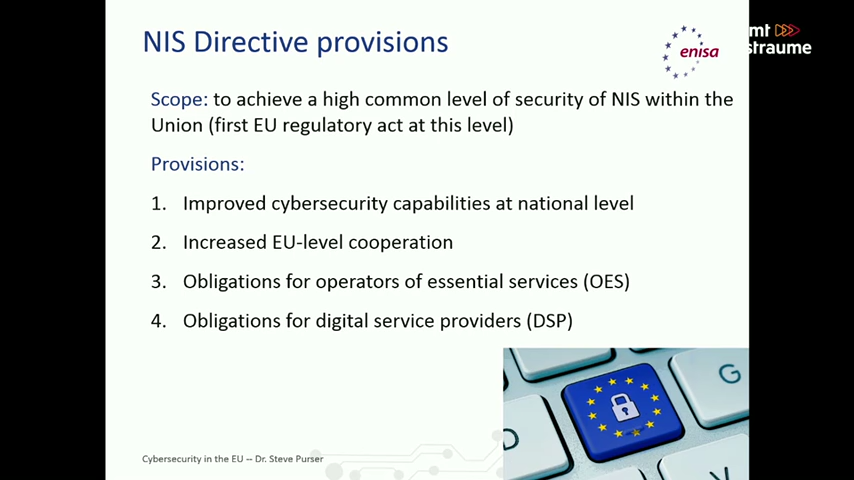 NIS Directive provisions
enisa
mt
straume
Scope: to achieve a high common level of security of NIS within the
Union (first EU regulatory act at this level)
Provisions:
1. Improved cybersecurity capabilities at national level
2. Increased EU-level cooperation
3. Obligations for operators of essential services (OES)
4. Obligations for digital service providers (DSP)
G
D
V
Cybersecurity in the EU -- Dr. Steve Purser